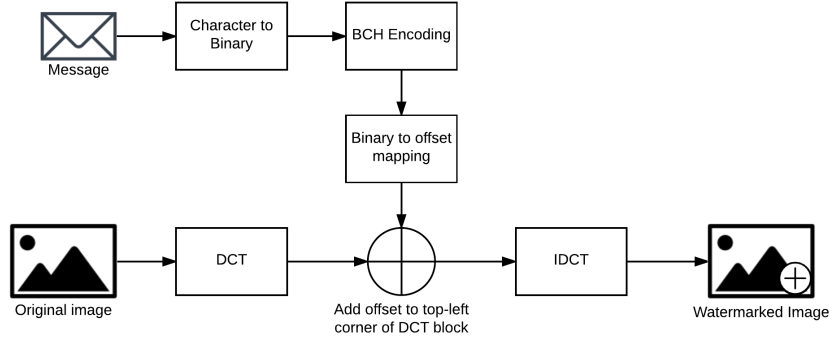 Character to
Binary
BCH Encoding
Message
Binary to offset
mapping
DCT
IDCT
Original image
Add offset to top-left
corner of DCT block
Watermarked Image